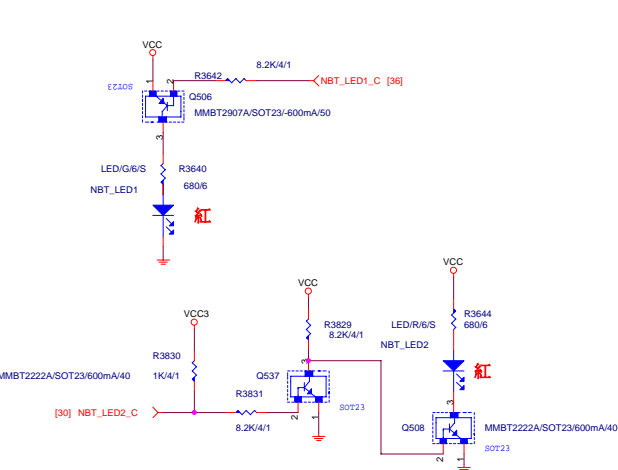 VCC
8.2K/4/1
R3642
NBT_LED1_C [36]
SOT23
1
2
Q506
MMBT2907A/SOT23/-600mA/50
3
LED/G/6/S
R3640
NBT_LED1
680/6
紅
VCC
VCC
VCC3
R3829
8.2K/4/1
R3644
680/6
LED/R/6/S
NBT_LED2
R3830
1K/4/1
MMBT2222A/SOT23/600mA/40
3
Q537
紅
R3831
[30] NBT_LED2_C
8.2K/4/1
2
1
SOT23
3
Q508
MMBT2222A/SOT23/600mA/40
SOT23
2
1